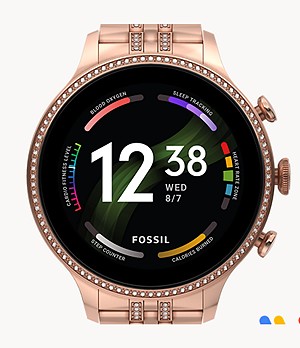 BLOOD OXYGEN
SLEEP TRACKING
CARDIO FITNESS LEVEL
HEART RATE ZONE
12 38
WED
8/7
FOSSIL
STEP COUNTER
CALORIES BURNED